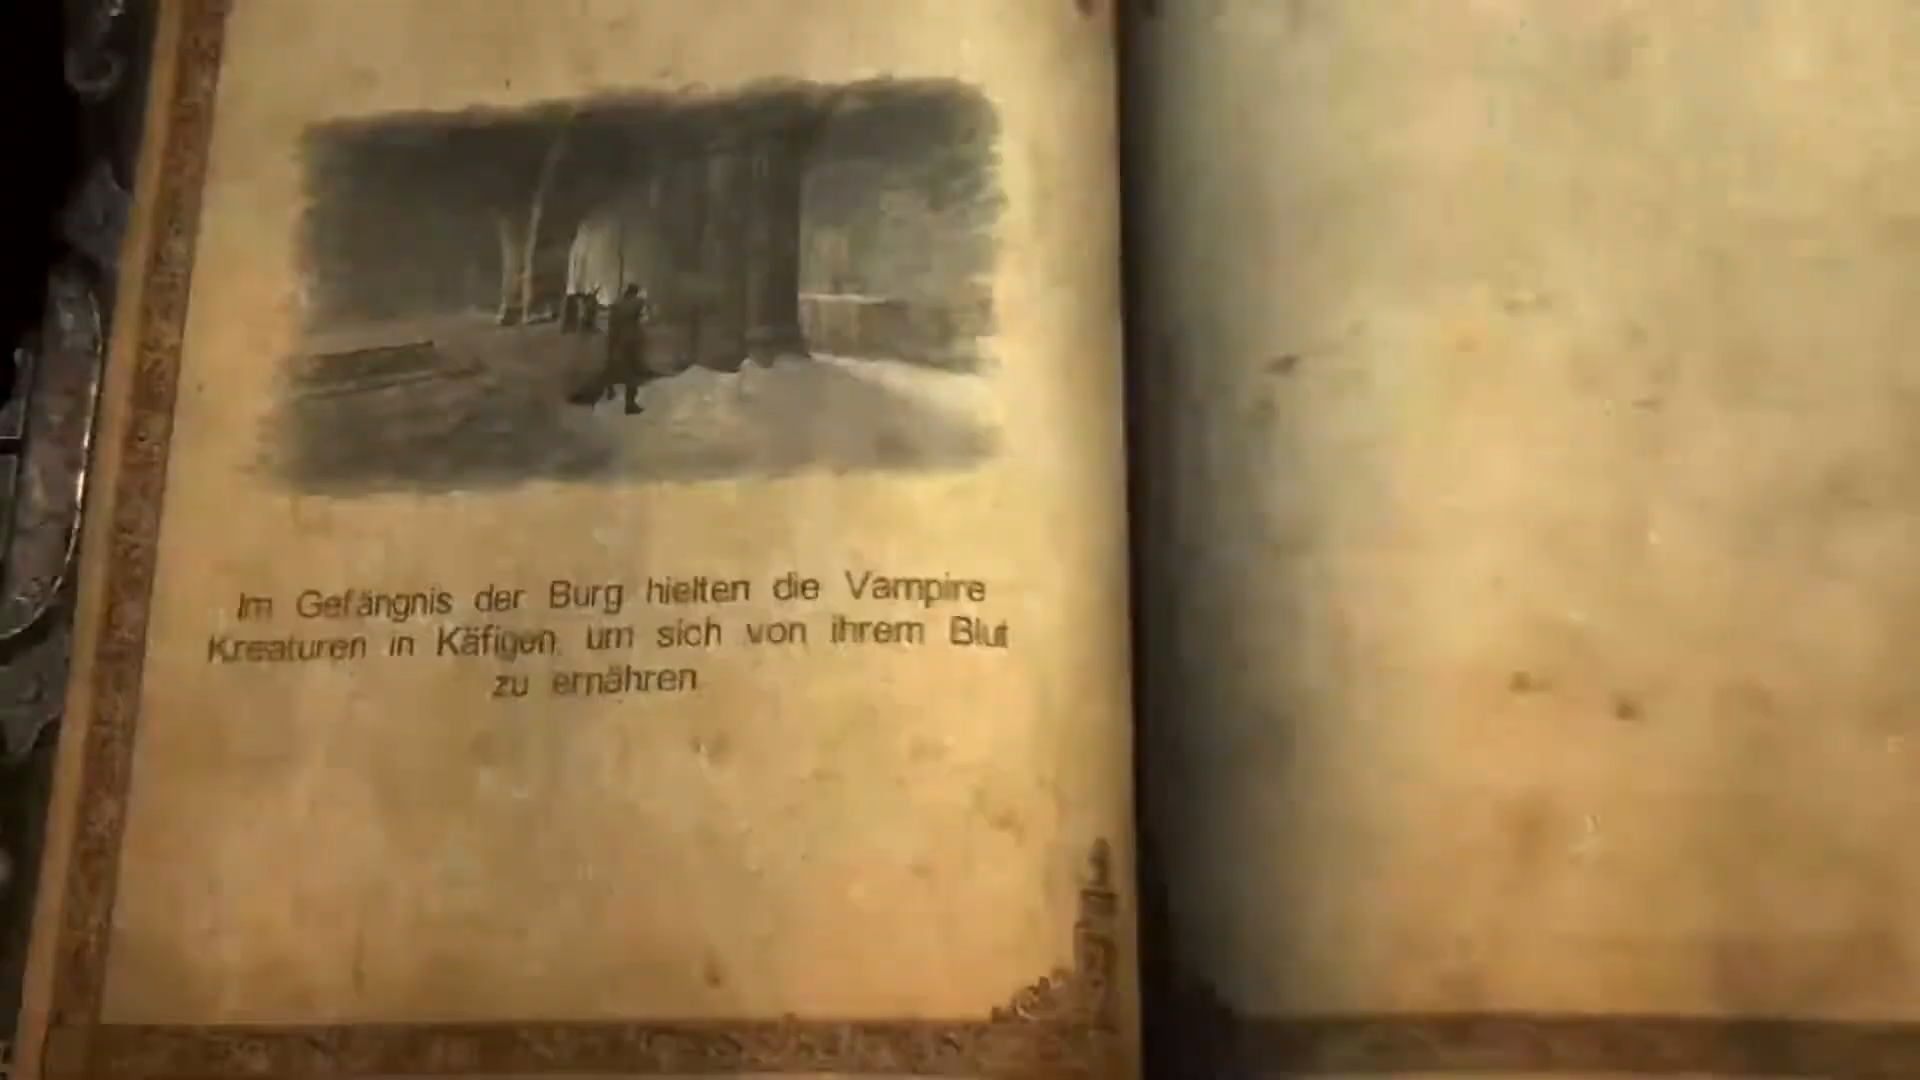 Im Gefängnis der Burg hielten die Vampire
Kreaturen in Käfigen, um sich von ihrem Blut
zu ernähren.